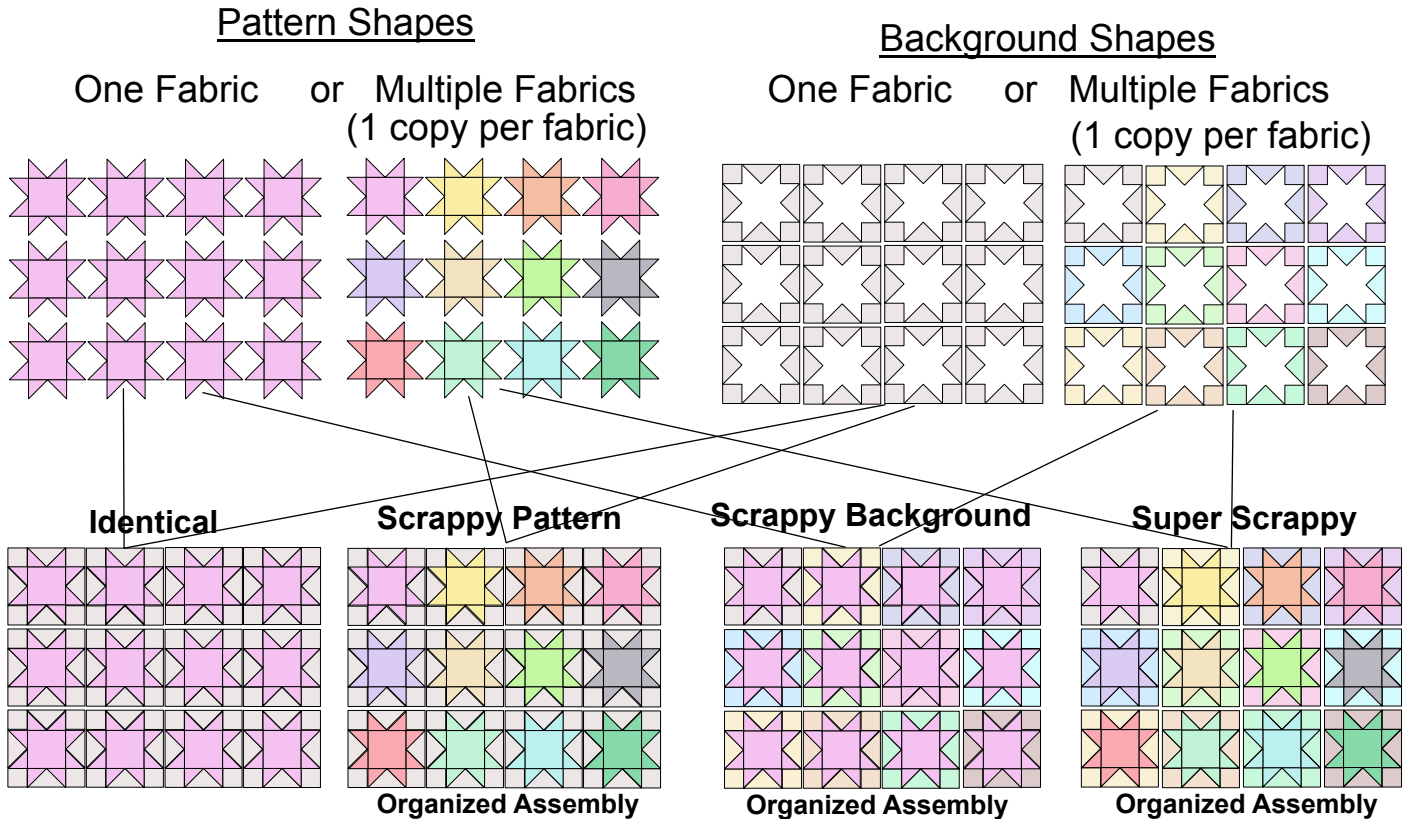 Pattern Shapes
Background Shapes
One Fabric or Multiple Fabrics
(1 copy per fabric)
One Fabric or Multiple Fabrics
(1 copy per fabric)
Identical
Scrappy Pattern
Scrappy Background
Super Scrappy
Organized Assembly
Organized Assembly
Organized Assembly